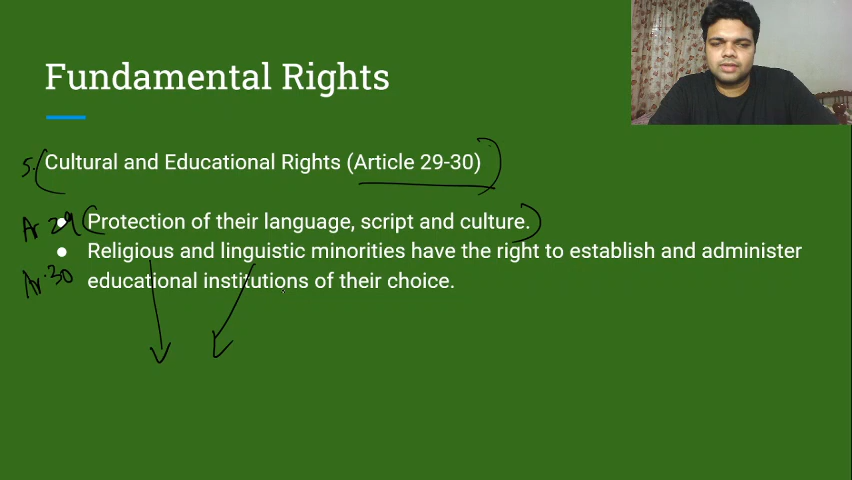 Fundamental Rights
5. Cultural and Educational Rights (Article 29-30)
Ar 29 Protection of their language, script and culture.
Religious and linguistic minorities have the right to establish and administer
Ar. 30 educational institutions of their choice.